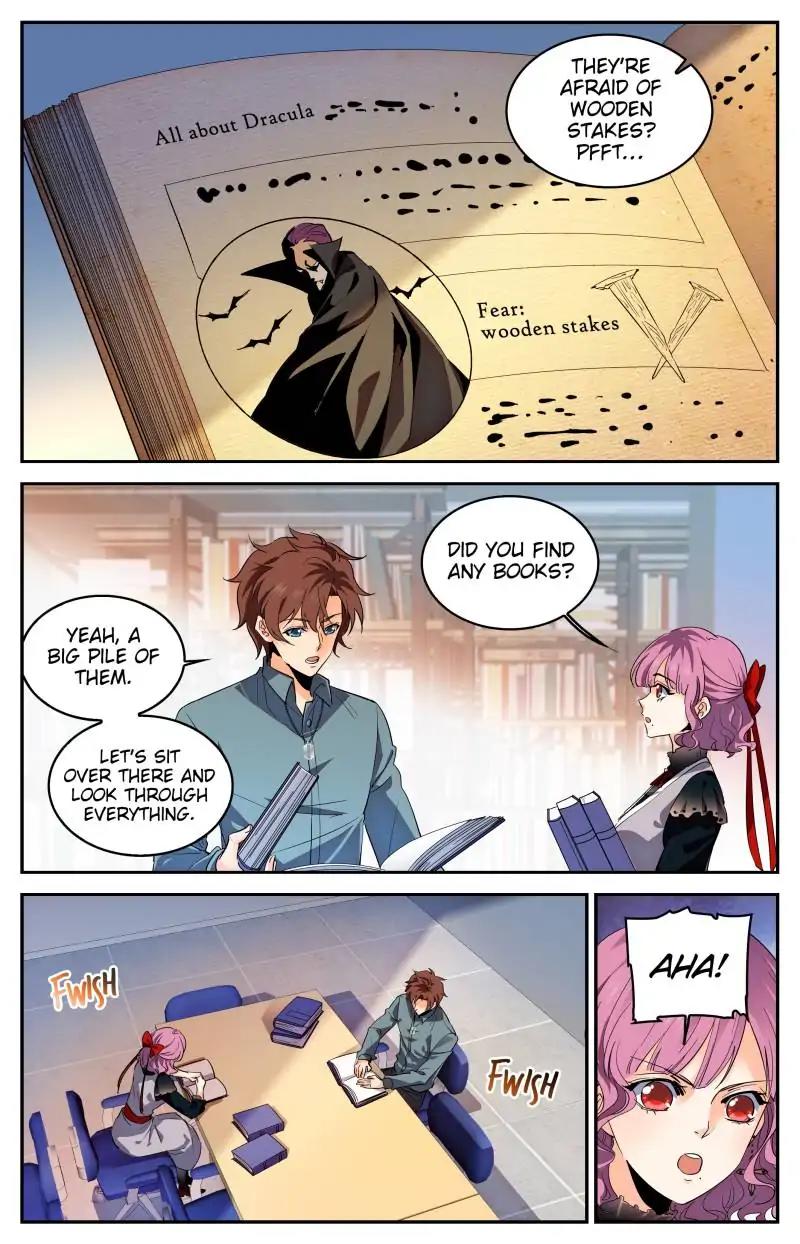 THEY'RE
AFRAID OF
WOODEN
STAKES?
PFFT...
All about Dracula
Fear:
wooden stakes
DID YOU FIND
ANY BOOKS?
YEAH, A
BIG PILE OF
THEM.
LET'S SIT
OVER THERE AND
LOOK THROUGH
EVERYTHING.
FWISH
FWISH
AHA!